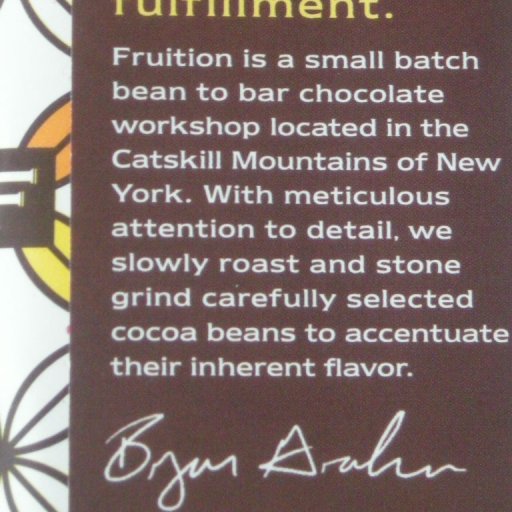 fulfillment.
Fruition is a small batch
bean to bar chocolate
workshop located in the
Catskill Mountains of New
York. With meticulous
attention to detail, we
slowly roast and stone
grind carefully selected
cocoa beans to accentuate
their inherent flavor.